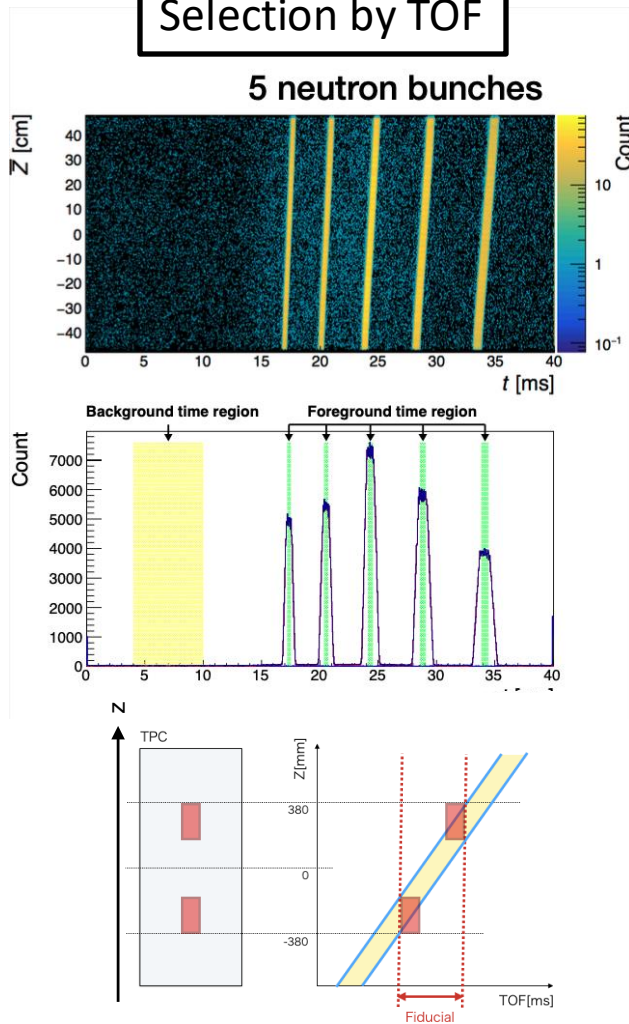 Selection by TOF
5 neutron bunches
Z [cm]
40
30
20
10
0
−10
−20
−30
−40
0 5 10 15 20 25 30 35 40
t [ms]
10
1
10⁻¹
Count
Background time region Foreground time region
Count
7000
6000
5000
4000
3000
2000
1000
0
0 5 10 15 20 25 30 35 40
Z
TPC
Z[mm]
380
0
-380
TOF[ms]
Fiducial